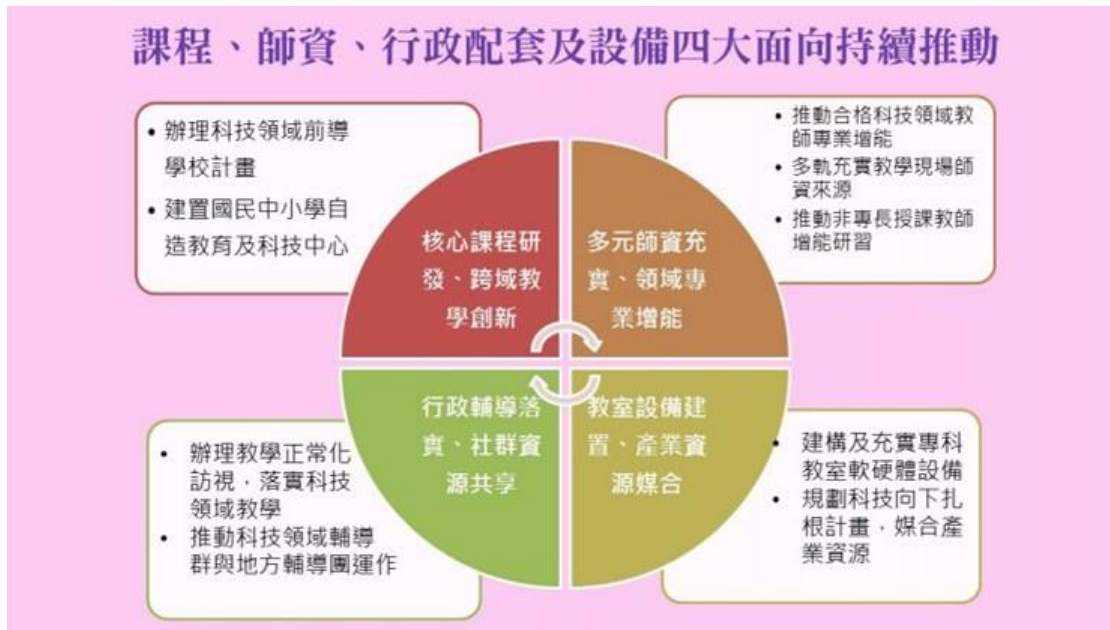 課程、師資、行政配套及設備四大面向持續推動
• 辦理科技領域前導
學校計畫
• 建置國民中小學自
造教育及科技中心
核心課程研
發、跨域教
學創新
多元師資充
實、領域專
業增能
• 推動合格科技領域教
師專業增能
• 多軌充實教學現場師
資來源
• 推動非專長授課教師
增能研習
• 辦理教學正常化
訪視,落實科技
領域教學
• 推動科技領域輔導
群與地方輔導團運作
行政輔導落
實、社群資
源共享
教室設備建
置、產業資
源媒合
• 建構及充實專科
教室軟硬體設備
• 規劃科技向下扎
根計畫,媒合產
業資源